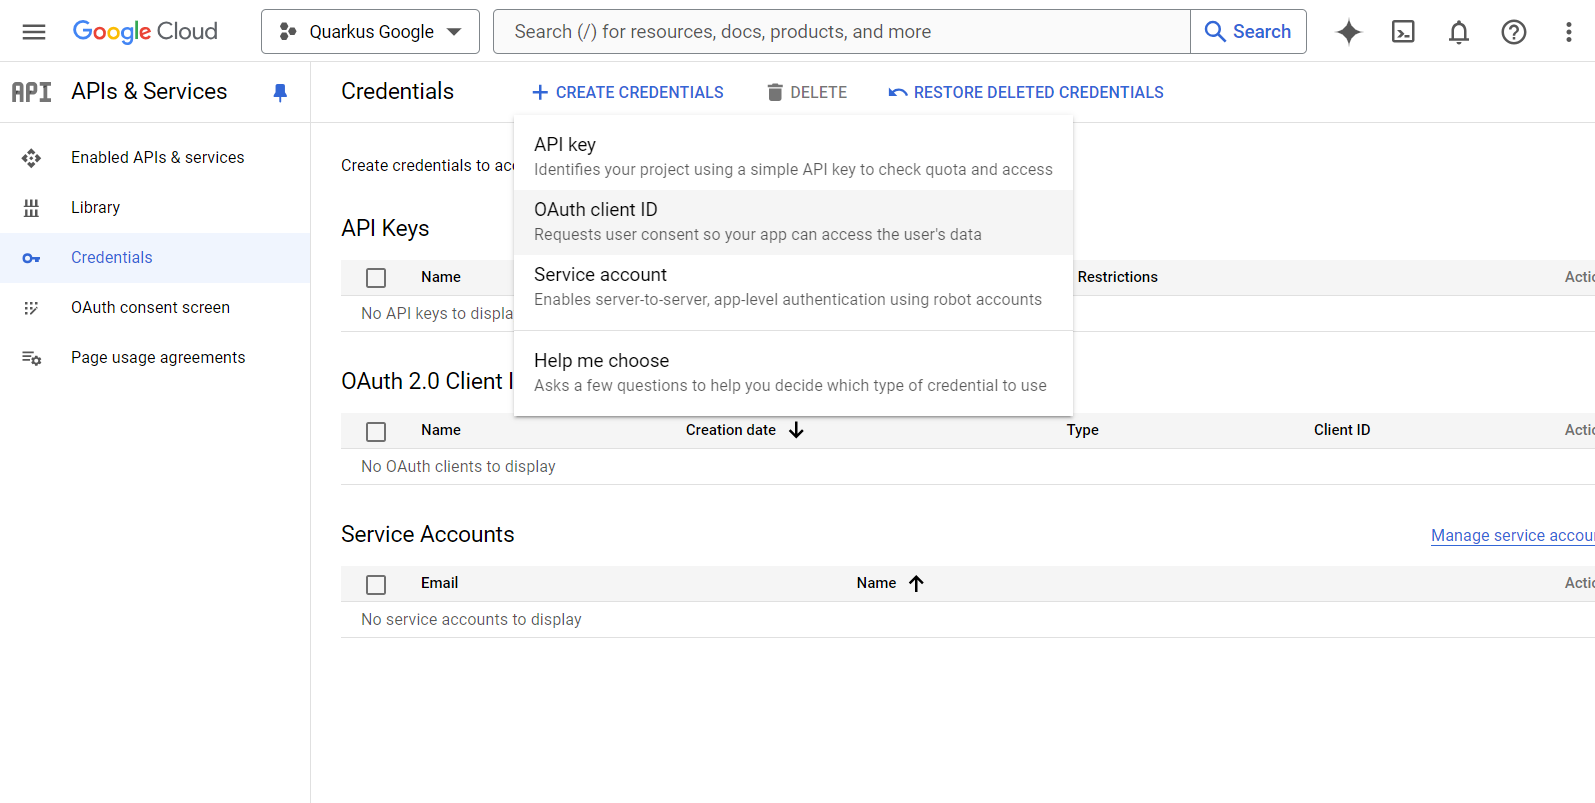 Google Cloud
Quarkus Google
Search (/) for resources, docs, products, and more
Search
API
APIs & Services
Credentials
CREATE CREDENTIALS
DELETE
RESTORE DELETED CREDENTIALS
Enabled APIs & services
Library
Credentials
OAuth consent screen
Page usage agreements
Create credentials to
API key
Identifies your project using a simple API key to check quota and access
OAuth client ID
Requests user consent so your app can access the user's data
Service account
Enables server-to-server, app-level authentication using robot accounts
Help me choose
Asks a few questions to help you decide which type of credential to use
API Keys
Name
Restrictions
No API keys to
OAuth 2.0 Client
Name
Creation date
Type
Client ID
No OAuth clients to display
Service Accounts
Manage service
Email
Name
No service accounts to display